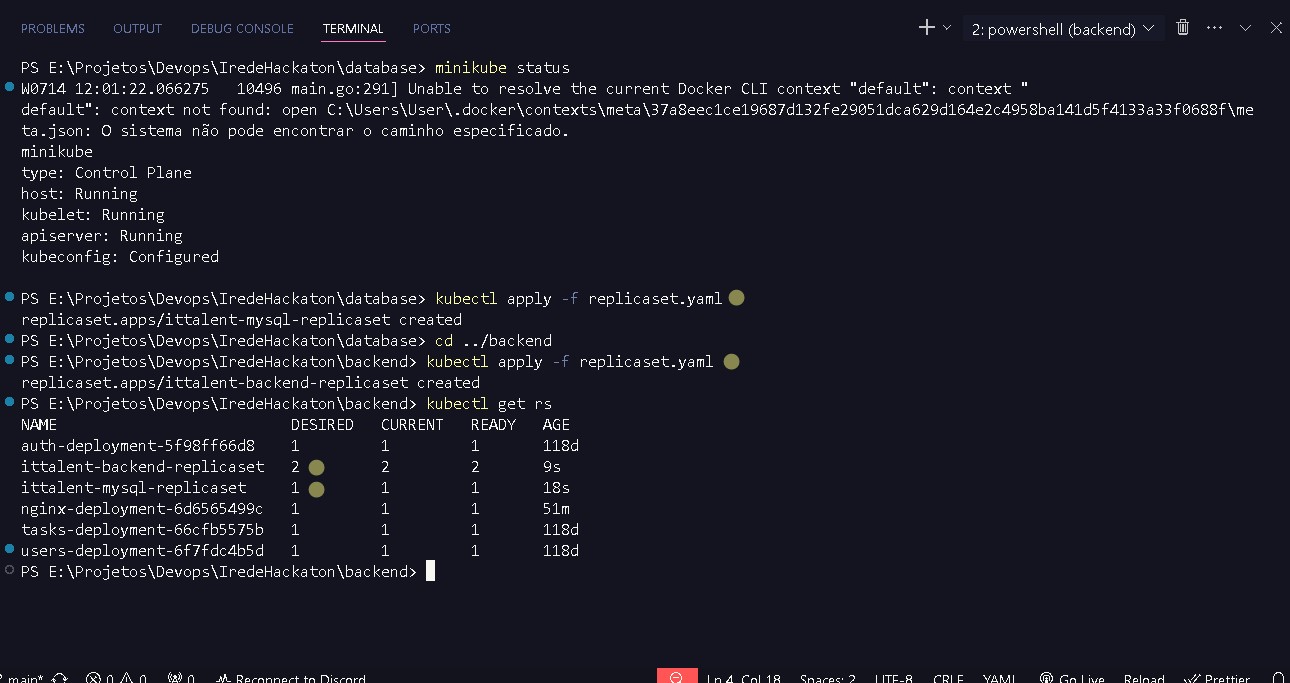 PROBLEMS OUTPUT DEBUG CONSOLE TERMINAL PORTS 2: powershell (backend)
PS E:\Projetos\Devops\IredeHackaton\database> minikube status
W0714 12:01:22.066275 10496 main.go:291] Unable to resolve the current Docker CLI context "default": context "
default": context not found: open C:\Users\User\.docker\contexts\meta\37a8eec1ce19687d132fe29051dca629d164e2c4958ba141d5f4133a33f0688f\me
ta.json: O sistema não pode encontrar o caminho especificado.
minikube
type: Control Plane
host: Running
kubelet: Running
apiserver: Running
kubeconfig: Configured
PS E:\Projetos\Devops\IredeHackaton\database> kubectl apply -f replicaset.yaml
replicaset.apps/ittalent-mysql-replicaset created
PS E:\Projetos\Devops\IredeHackaton\database> cd ../backend
PS E:\Projetos\Devops\IredeHackaton\backend> kubectl apply -f replicaset.yaml
replicaset.apps/ittalent-backend-replicaset created
PS E:\Projetos\Devops\IredeHackaton\backend> kubectl get rs
NAME DESIRED CURRENT READY AGE
auth-deployment-5f98ff66d8 1 1 1 118d
ittalent-backend-replicaset 2 2 2 9s
ittalent-mysql-replicaset 1 1 1 18s
nginx-deployment-6d6565499c 1 1 1 51m
tasks-deployment-66cfb5575b 1 1 1 118d
users-deployment-6f7fdc4b5d 1 1 1 118d
PS E:\Projetos\Devops\IredeHackaton\backend>
main* 0 0 0 Reconnect to Discord Ln 4, Col 18 Spaces: 2 UTF-8 CRLF YAML Go Live Reload Prettier